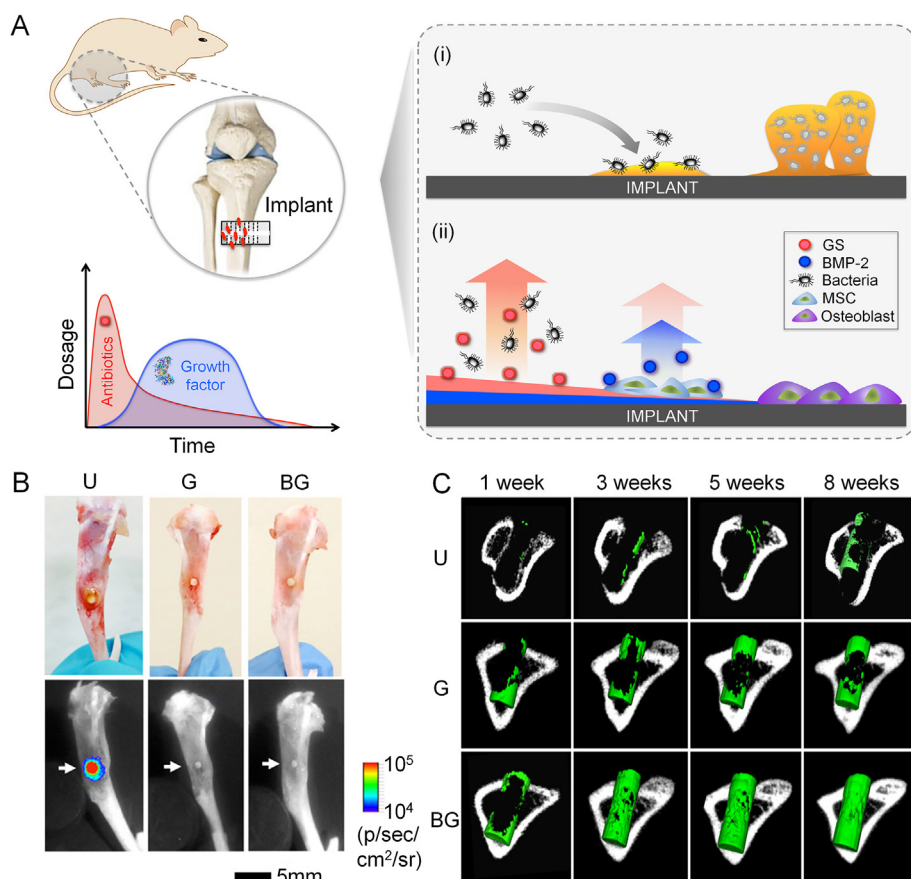 A
Implant
Dosage
Antibiotics
Growth
factor
Time
(i)
IMPLANT
(ii)
GS
BMP-2
Bacteria
MSC
Osteoblast
IMPLANT
B
U G BG
10⁵
10⁴
(p/sec/
cm²/sr)
5mm
C
1 week 3 weeks 5 weeks 8 weeks
U
G
BG